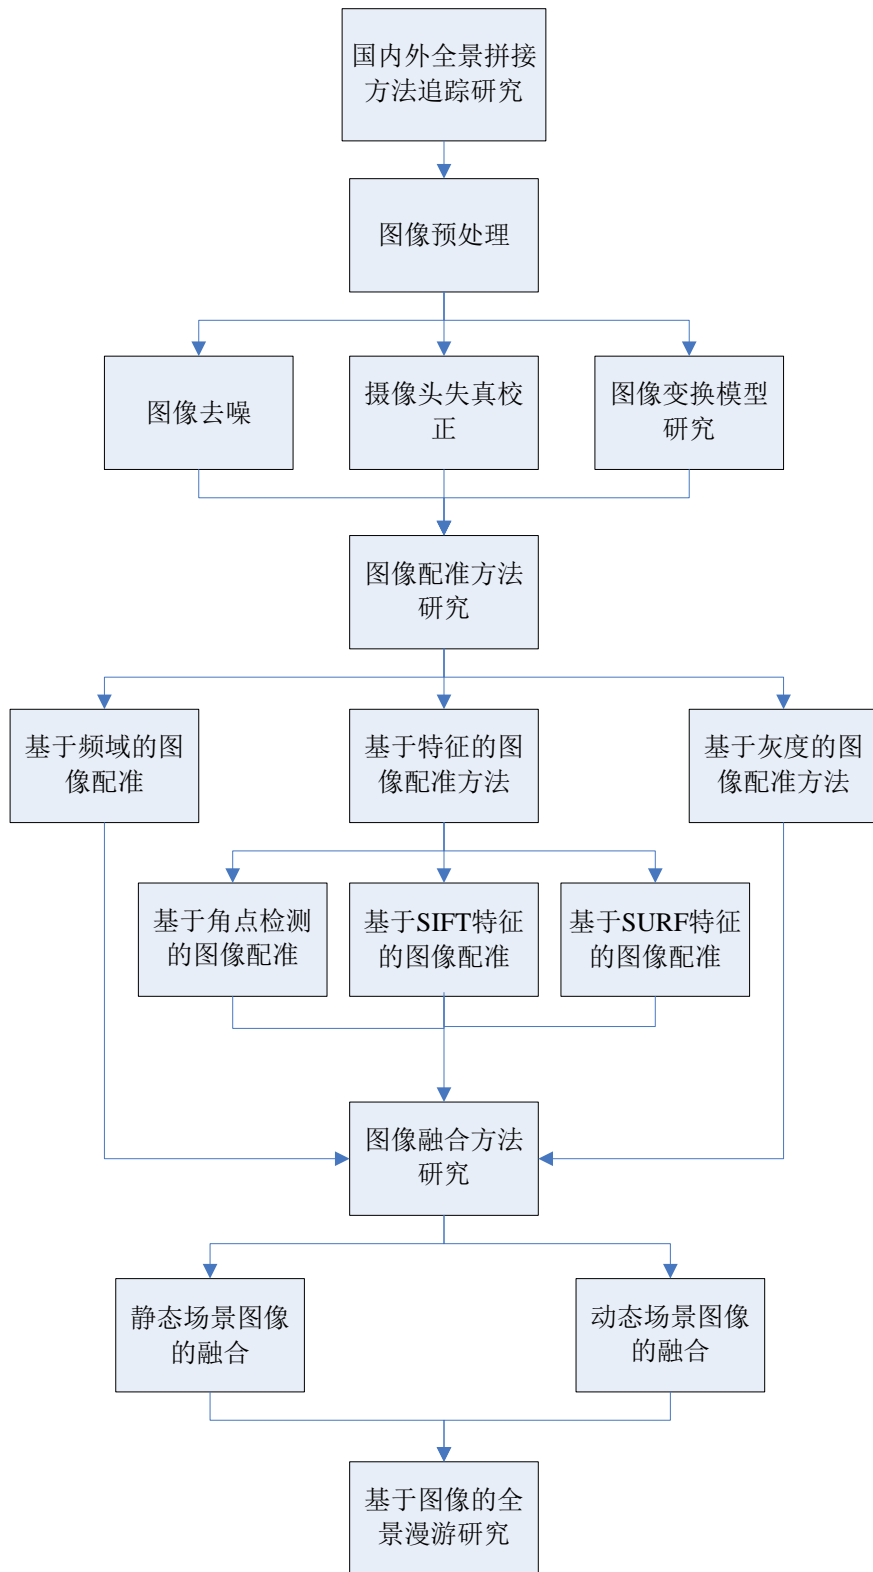 国内外全景拼接
方法追踪研究
图像预处理
图像去噪
摄像头失真校
正
图像变换模型
研究
图像配准方法
研究
基于频域的图
像配准
基于特征的图
像配准方法
基于灰度的图
像配准方法
基于角点检测
的图像配准
基于SIFT特征
的图像配准
基于SURF特征
的图像配准
图像融合方法
研究
静态场景图像
的融合
动态场景图像
的融合
基于图像的全
景漫游研究